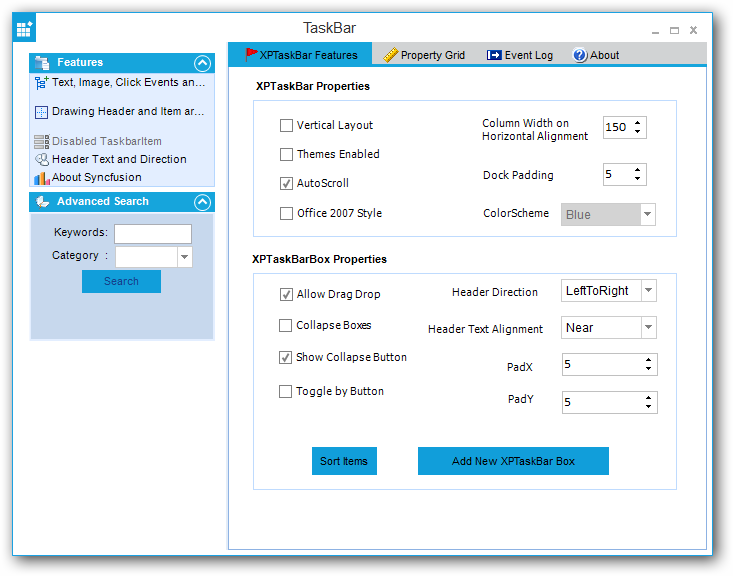 TaskBar
Features
Text, Image, Click Events an...
Drawing Header and Item ar...
Disabled TaskbarItem
Header Text and Direction
About Syncfusion
Advanced Search
Keywords:
Category :
Search
XPTaskBar Features
Property Grid
Event Log
About
XPTaskBar Properties
Vertical Layout
Themes Enabled
AutoScroll
Office 2007 Style
Column Width on
Horizontal Alignment
150
Dock Padding
5
ColorScheme
Blue
XPTaskBarBox Properties
Allow Drag Drop
Collapse Boxes
Show Collapse Button
Toggle by Button
Header Direction
LeftToRight
Header Text Alignment
Near
PadX
5
PadY
5
Sort Items
Add New XPTaskBar Box